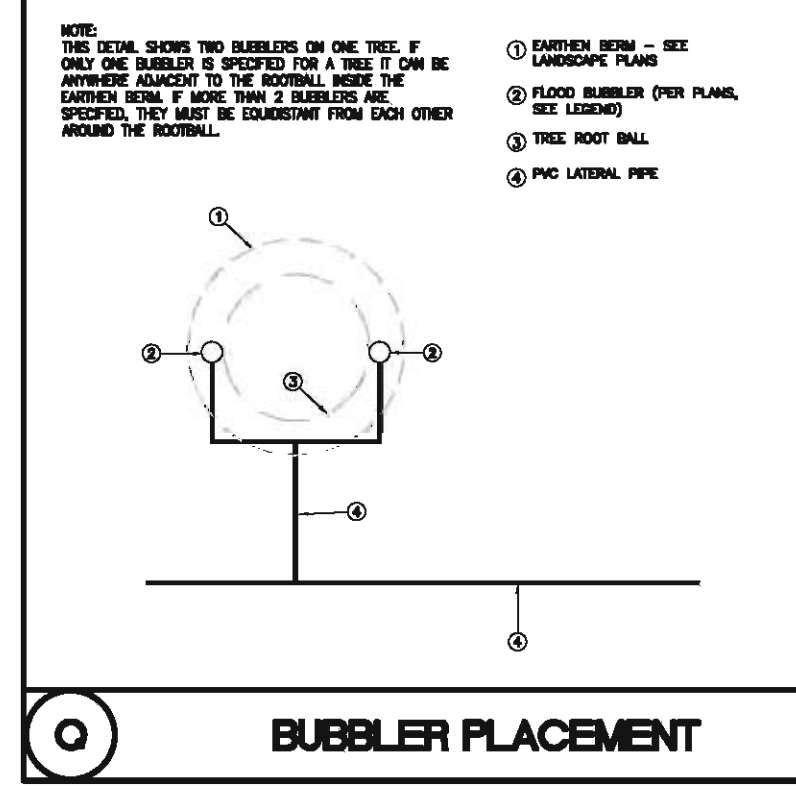 NOTE:
THIS DETAIL SHOWS TWO BUBBLERS ON ONE TREE. IF
ONLY ONE BUBBLER IS SPECIFIED FOR A TREE IT CAN BE
ANYWHERE ADJACENT TO THE ROOTBALL INSIDE THE
EARTHEN BERM. IF MORE THAN 2 BUBBLERS ARE
SPECIFIED, THEY MUST BE EQUIDISTANT FROM EACH OTHER
AROUND THE ROOTBALL.
1 EARTHEN BERM - SEE
LANDSCAPE PLANS
2 FLOOD BUBBLER (PER PLANS,
SEE LEGEND)
3 TREE ROOT BALL
4 PVC LATERAL PIPE
1
2
2
3
4
4
Q
BUBBLER PLACEMENT